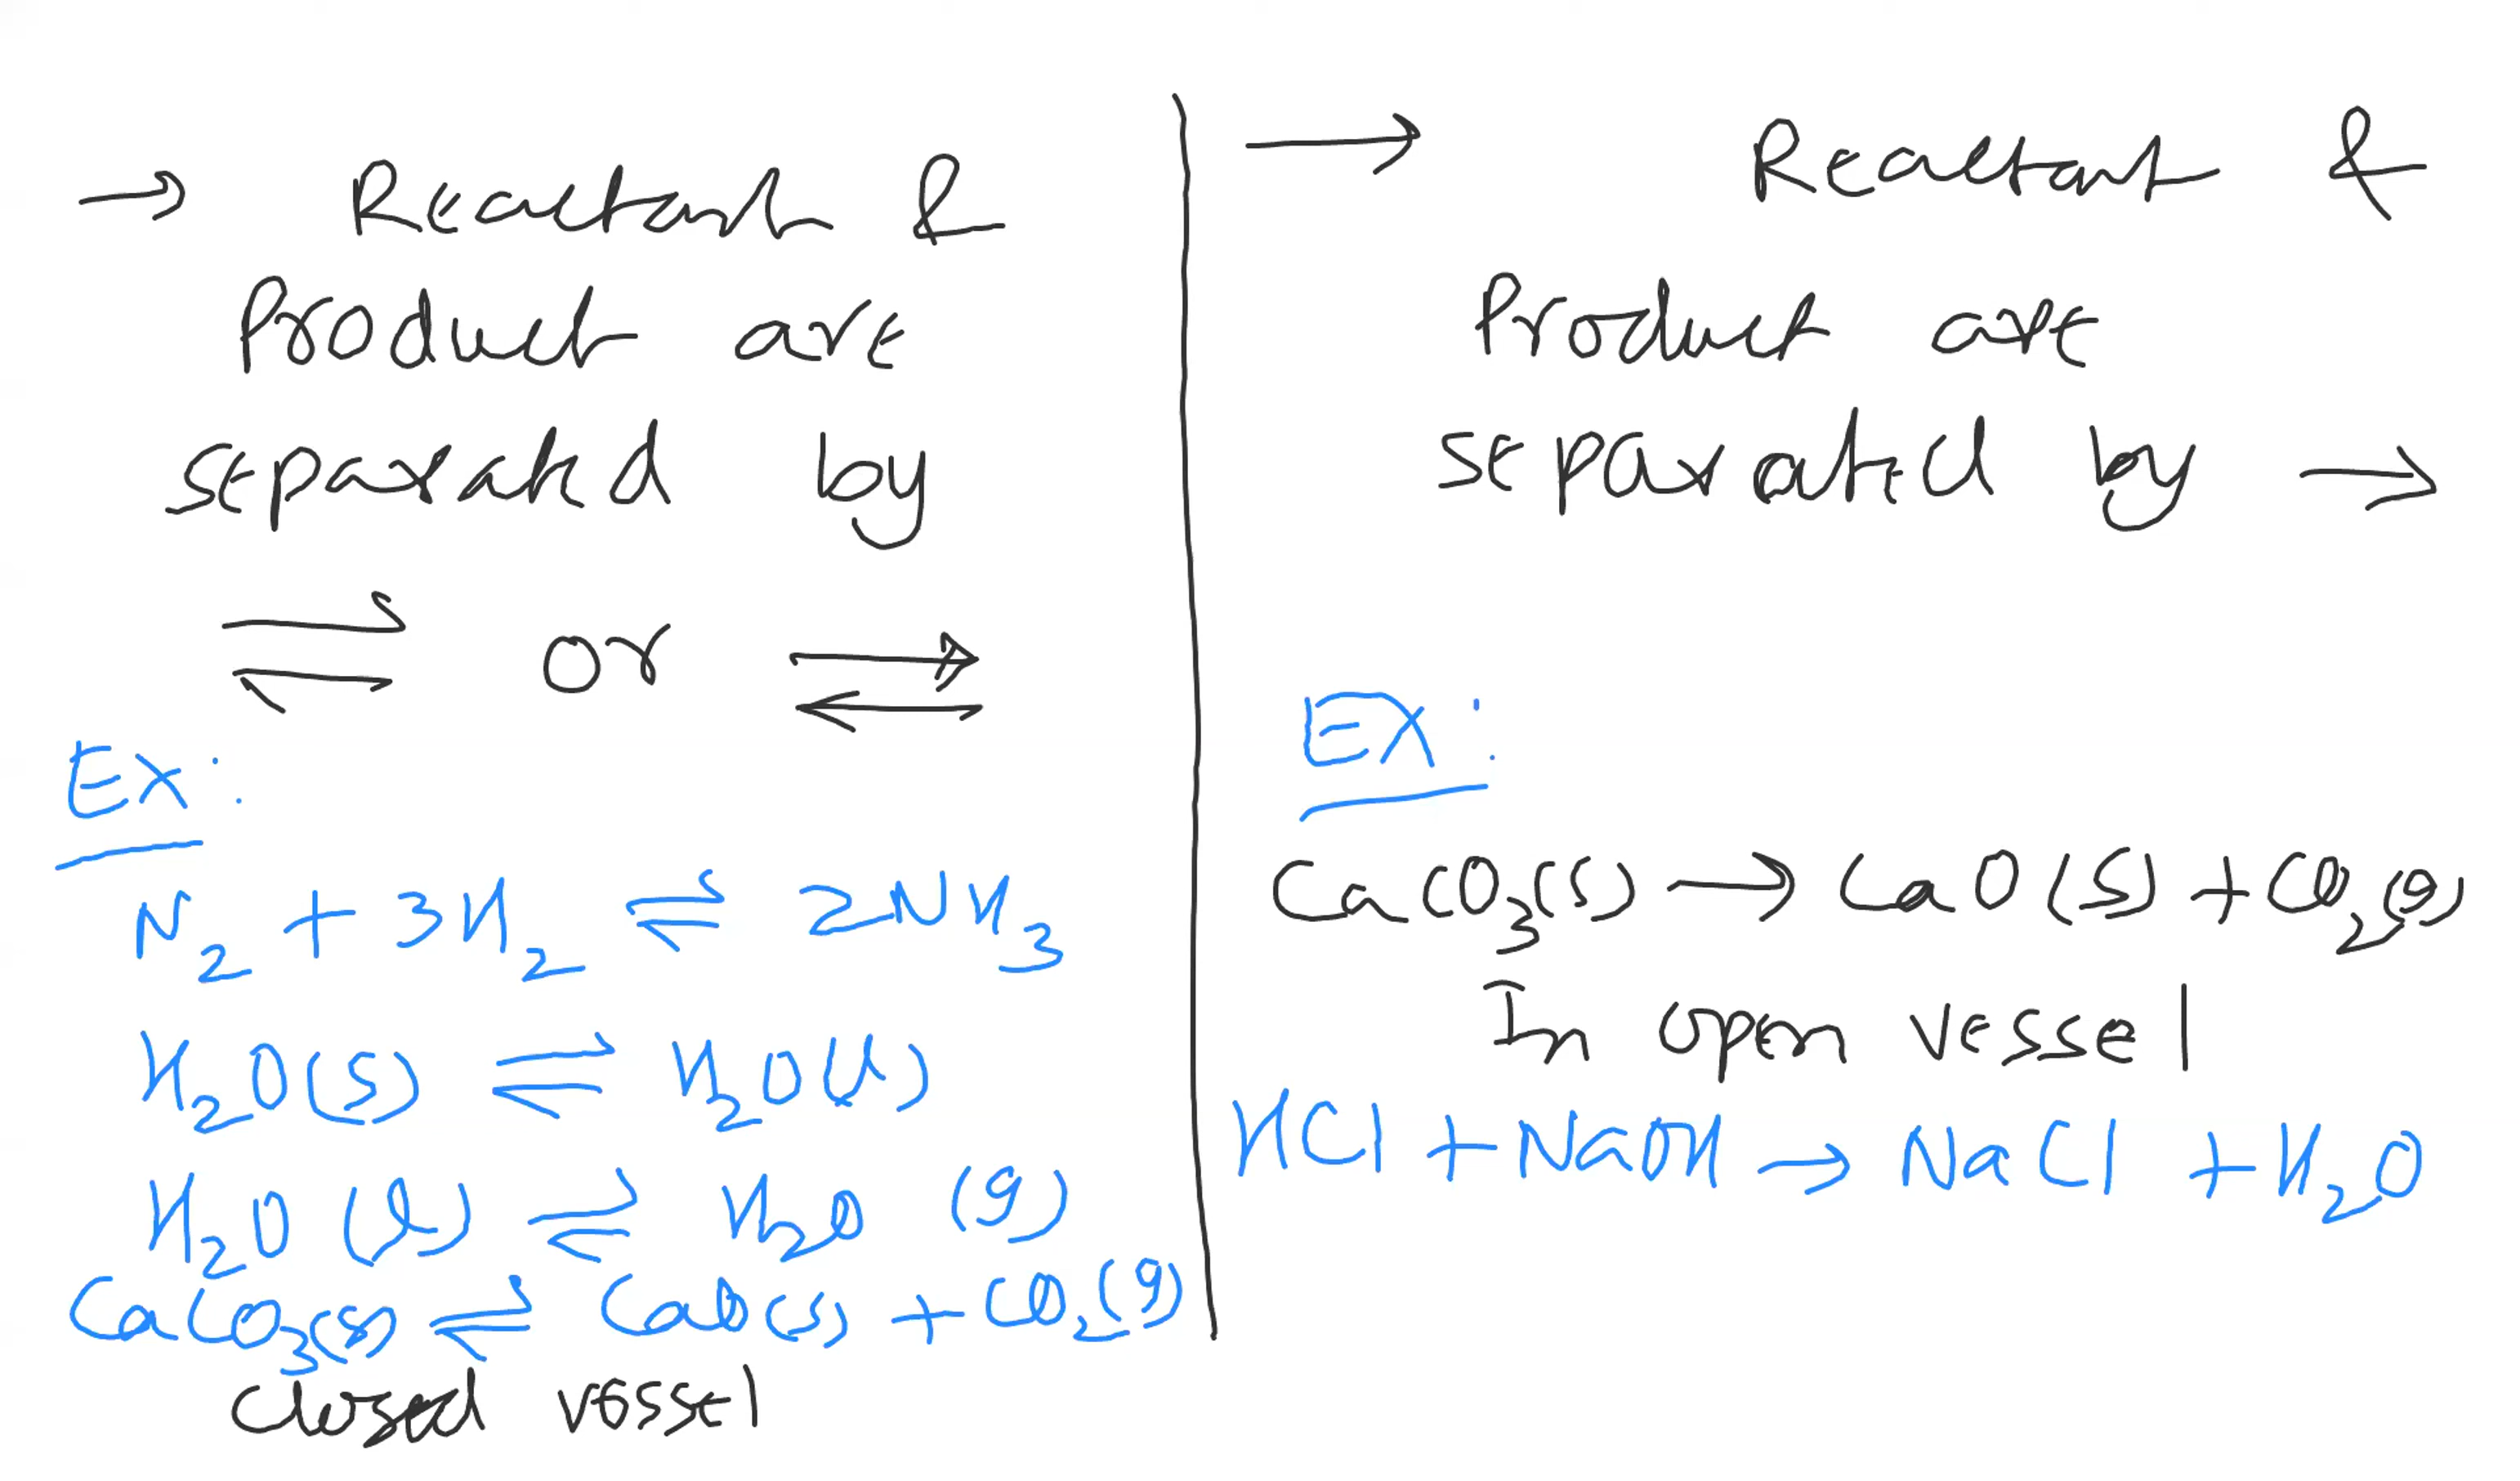 → Reactant &
Product are
separated by
⇌ or ⇄
Ex:
N₂ + 3H₂ ⇌ 2NH₃
H₂O(s) ⇌ H₂O(l)
H₂O (l) ⇌ H₂O (g)
CaCO₃(s) ⇌ CaO(s) + CO₂(g)
closed vessel
→ Reactant &
Product are
separated by →
EX:
CaCO₃(s) → CaO(s) + CO₂(g)
In open vessel
HCl + NaOH → NaCl + H₂O